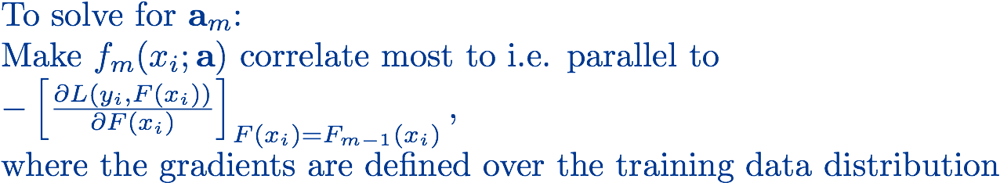 To solve for $\mathbf{a}_m$:
Make $f_m(x_i; \mathbf{a})$ correlate most to i.e. parallel to
$-\left[\frac{\partial L(y_i, F(x_i))}{\partial F(x_i)}\right]_{F(x_i)=F_{m-1}(x_i)}$,
where the gradients are defined over the training data distribution